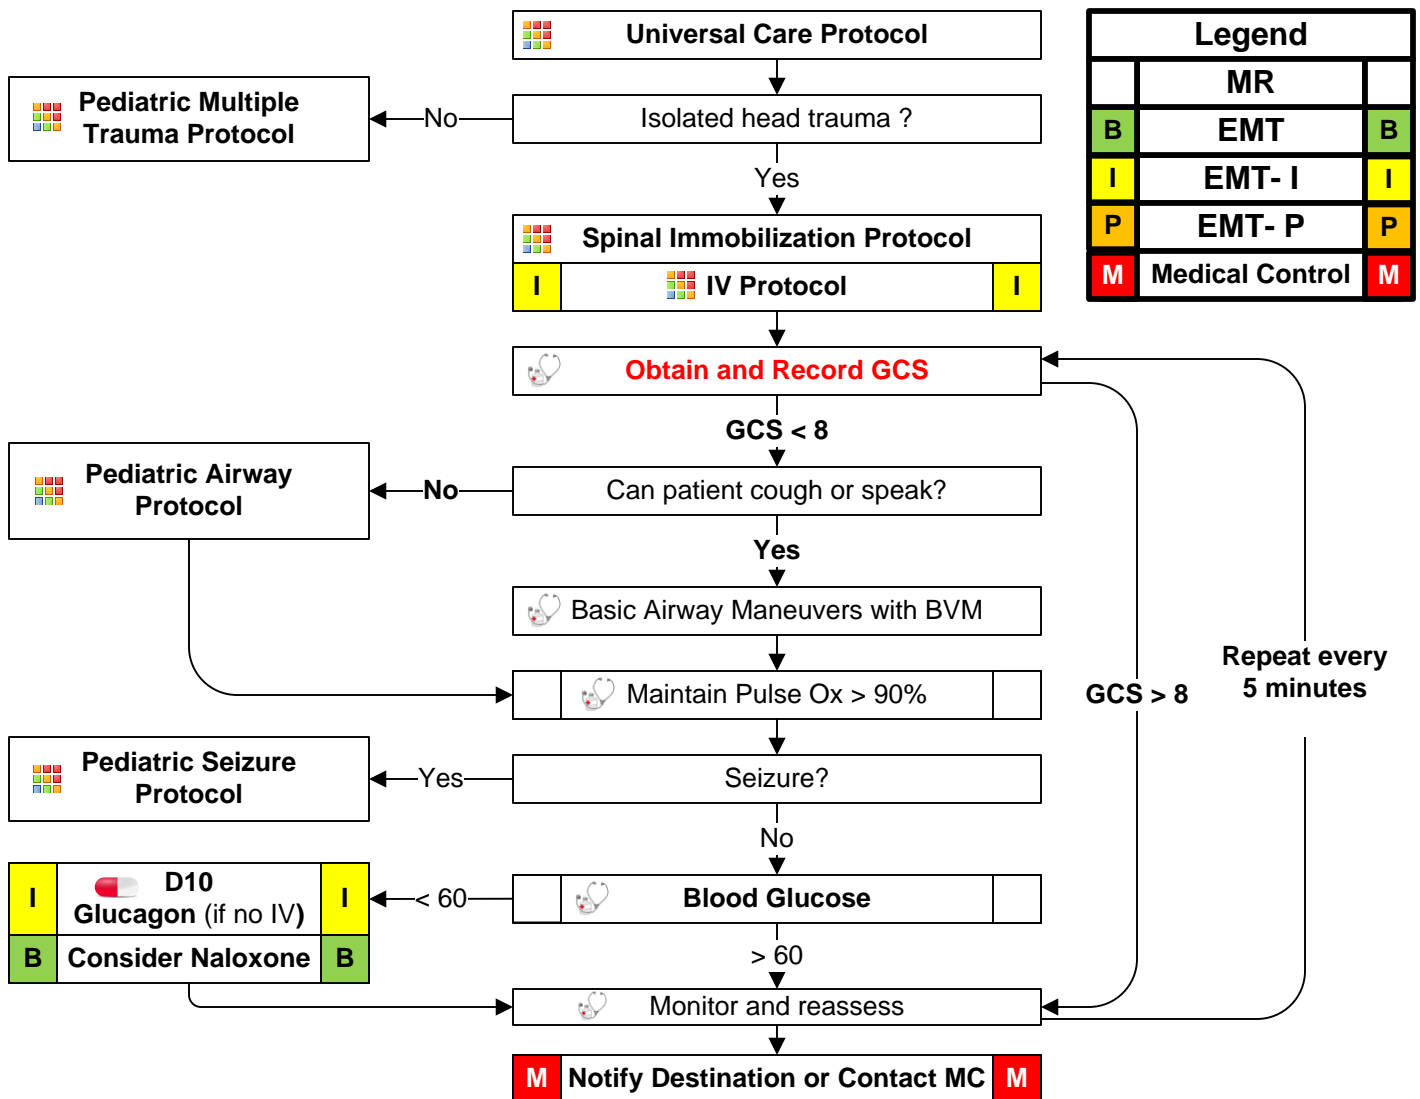 Universal Care Protocol
Legend
MR
B EMT B
I EMT- I I
P EMT- P P
M Medical Control M
Pediatric Multiple
Trauma Protocol
No
Isolated head trauma ?
Yes
Spinal Immobilization Protocol
I IV Protocol I
Obtain and Record GCS
GCS < 8
Pediatric Airway
Protocol
No
Can patient cough or speak?
Yes
Basic Airway Maneuvers with BVM
Maintain Pulse Ox > 90%
GCS > 8
Repeat every
5 minutes
Pediatric Seizure
Protocol
Yes
Seizure?
No
I D10 I
Glucagon (if no IV)
B Consider Naloxone B
< 60
Blood Glucose
> 60
Monitor and reassess
M Notify Destination or Contact MC M